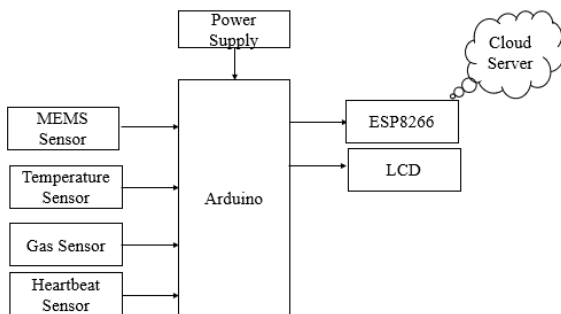 Power
Supply
Cloud
Server
MEMS
Sensor
ESP8266
Temperature
Sensor
LCD
Arduino
Gas Sensor
Heartbeat
Sensor